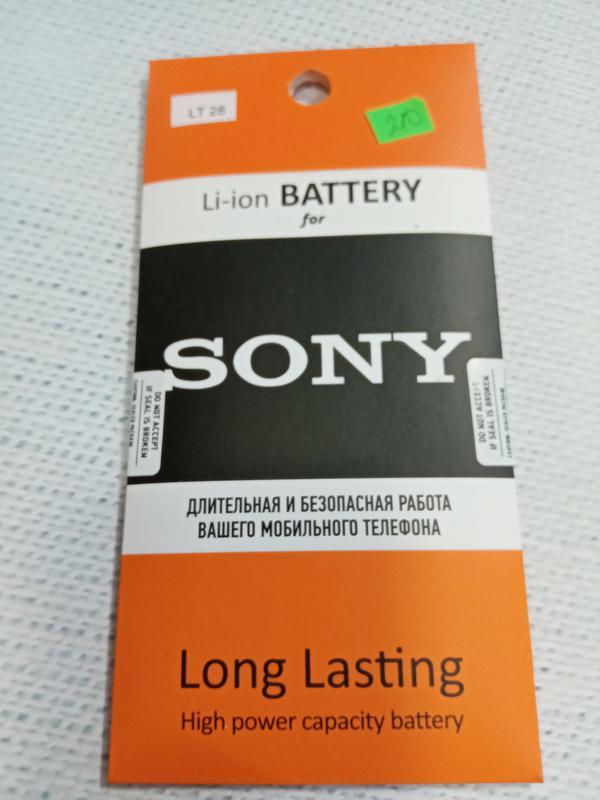 LT 28
210
Li-ion BATTERY
for
SONY
DO NOT ACCEPT
IF SEAL IS BROKEN
DO NOT ACCEPT
IF SEAL IS BROKEN
ДЛИТЕЛЬНАЯ И БЕЗОПАСНАЯ РАБОТА
ВАШЕГО МОБИЛЬНОГО ТЕЛЕФОНА
Long Lasting
High power capacity battery